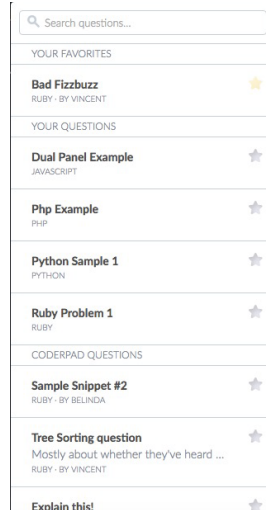 Search questions...
YOUR FAVORITES
Bad Fizzbuzz
RUBY · BY VINCENT
YOUR QUESTIONS
Dual Panel Example
JAVASCRIPT
Php Example
PHP
Python Sample 1
PYTHON
Ruby Problem 1
RUBY
CODERPAD QUESTIONS
Sample Snippet #2
RUBY · BY BELINDA
Tree Sorting question
Mostly about whether they've heard ...
RUBY · BY VINCENT
Explain this!